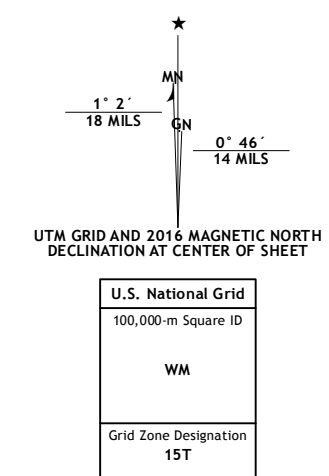 ★
MN
1° 2´
18 MILS
GN
0° 46´
14 MILS
UTM GRID AND 2016 MAGNETIC NORTH
DECLINATION AT CENTER OF SHEET
U.S. National Grid
100,000-m Square ID
WM
Grid Zone Designation
15T